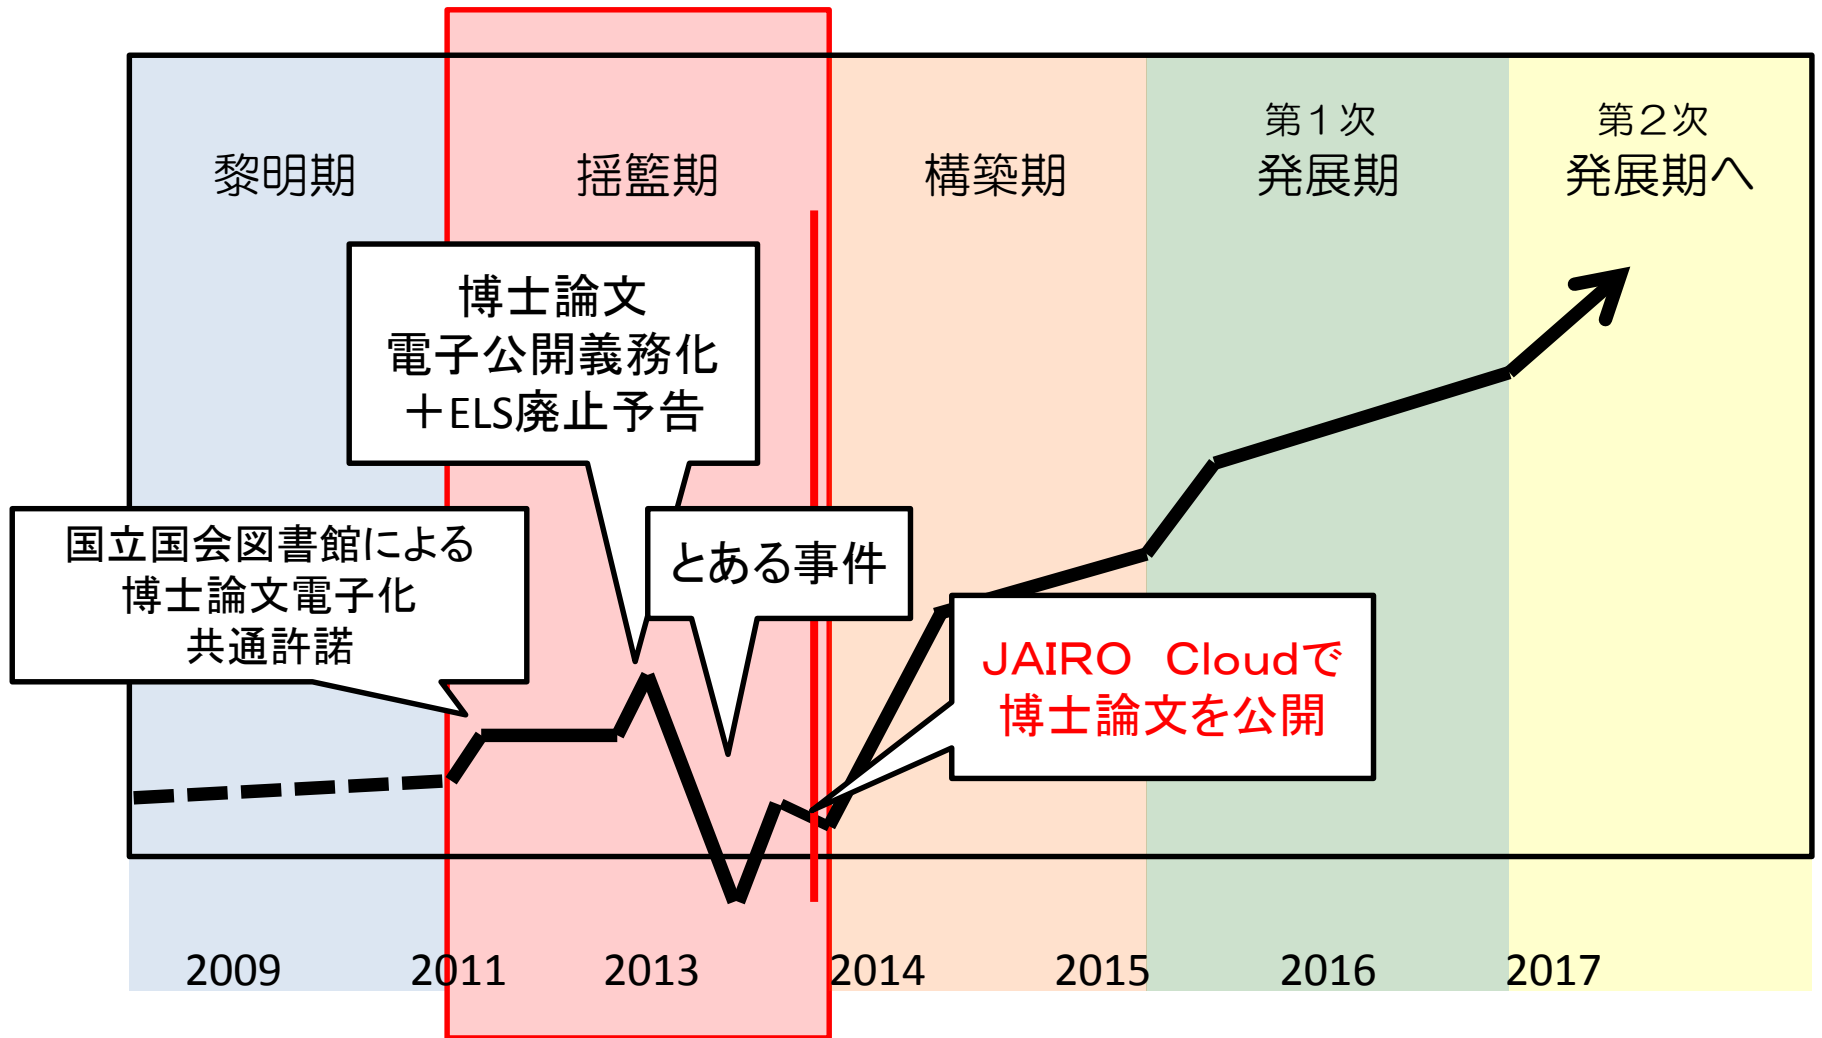 黎明期
揺籃期
構築期
第１次
発展期
第２次
発展期へ
博士論文
電子公開義務化
＋ELS廃止予告
国立国会図書館による
博士論文電子化
共通許諾
とある事件
JAIRO　Cloudで
博士論文を公開
2009 2011 2013 2014 2015 2016 2017